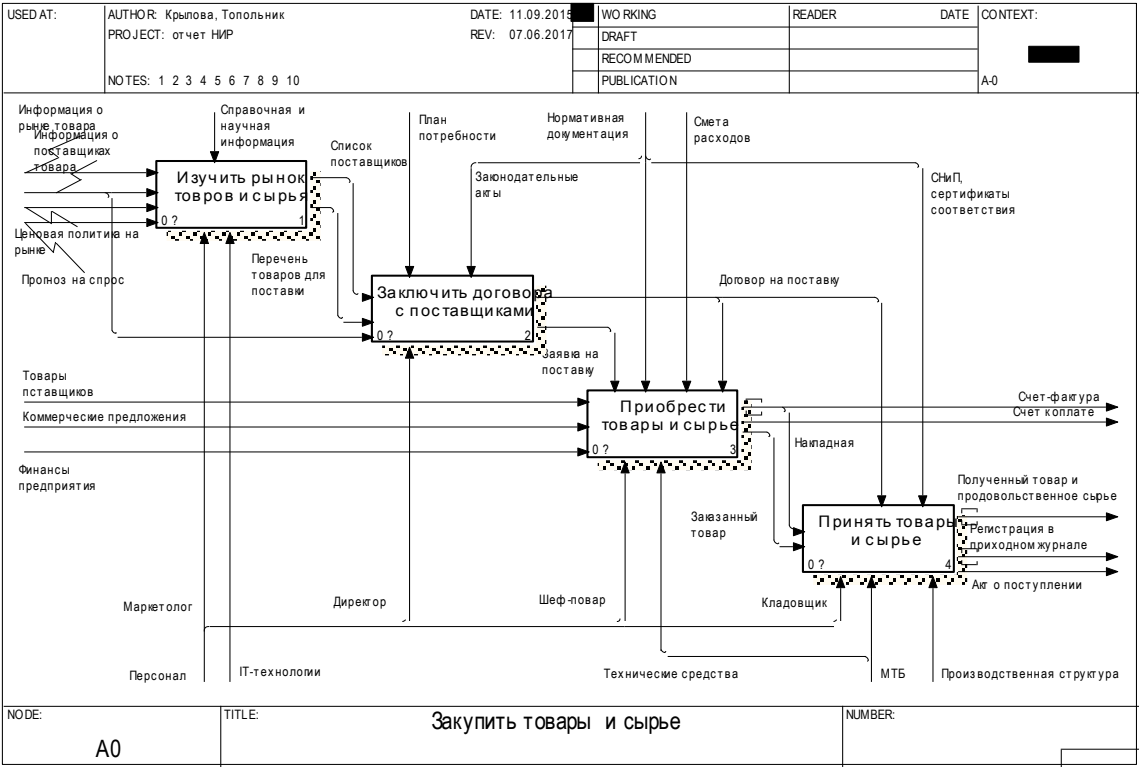 USED AT:
AUTHOR: Крылова, Топольник
DATE: 11.09.2015
WORKING
READER
DATE
CONTEXT:
PROJECT: отчет НИР
REV: 07.06.2017
DRAFT
RECOMMENDED
NOTES: 1 2 3 4 5 6 7 8 9 10
PUBLICATION
A-0
Информация о
рынке товара
Информация о
поставщиках
товара
Справочная и
научная
информация
План
потребности
Нормативная
документация
Смета
расходов
Список
поставщиков
Законодательные
акты
СНиП,
сертификаты
соответствия
Изучить рынок
товров и сырья
0 ?
1
Ценовая политика на
рынке
Прогноз на спрос
Перечень
товаров для
поставки
Договор на поставку
Заключить договора
с поставщиками
0 ?
2
Заявка на
поставку
Товары
пставщиков
Коммерческие предложения
Финансы
предприятия
Приобрести
товары и сырье
0 ?
3
Счет-фактура
Счет к оплате
Накладная
Заказанный
товар
Полученный товар и
продовольственное сырье
Принять товары
и сырье
0 ?
4
Регистрация в
приходном журнале
Акт о поступлении
Маркетолог
Директор
Шеф-повар
Кладовщик
Персонал
IT-технологии
Технические средства
МТБ
Производственная структура
NODE:
TITLE:
NUMBER:
A0
Закупить товары и сырье